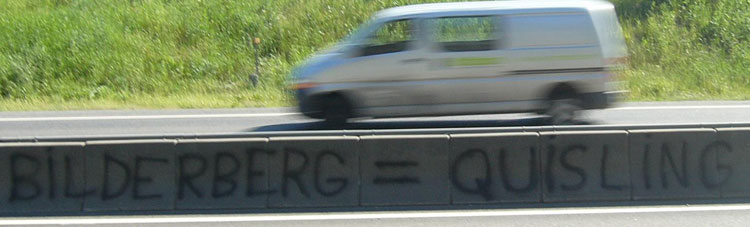 BILDERBERG = QUISLING